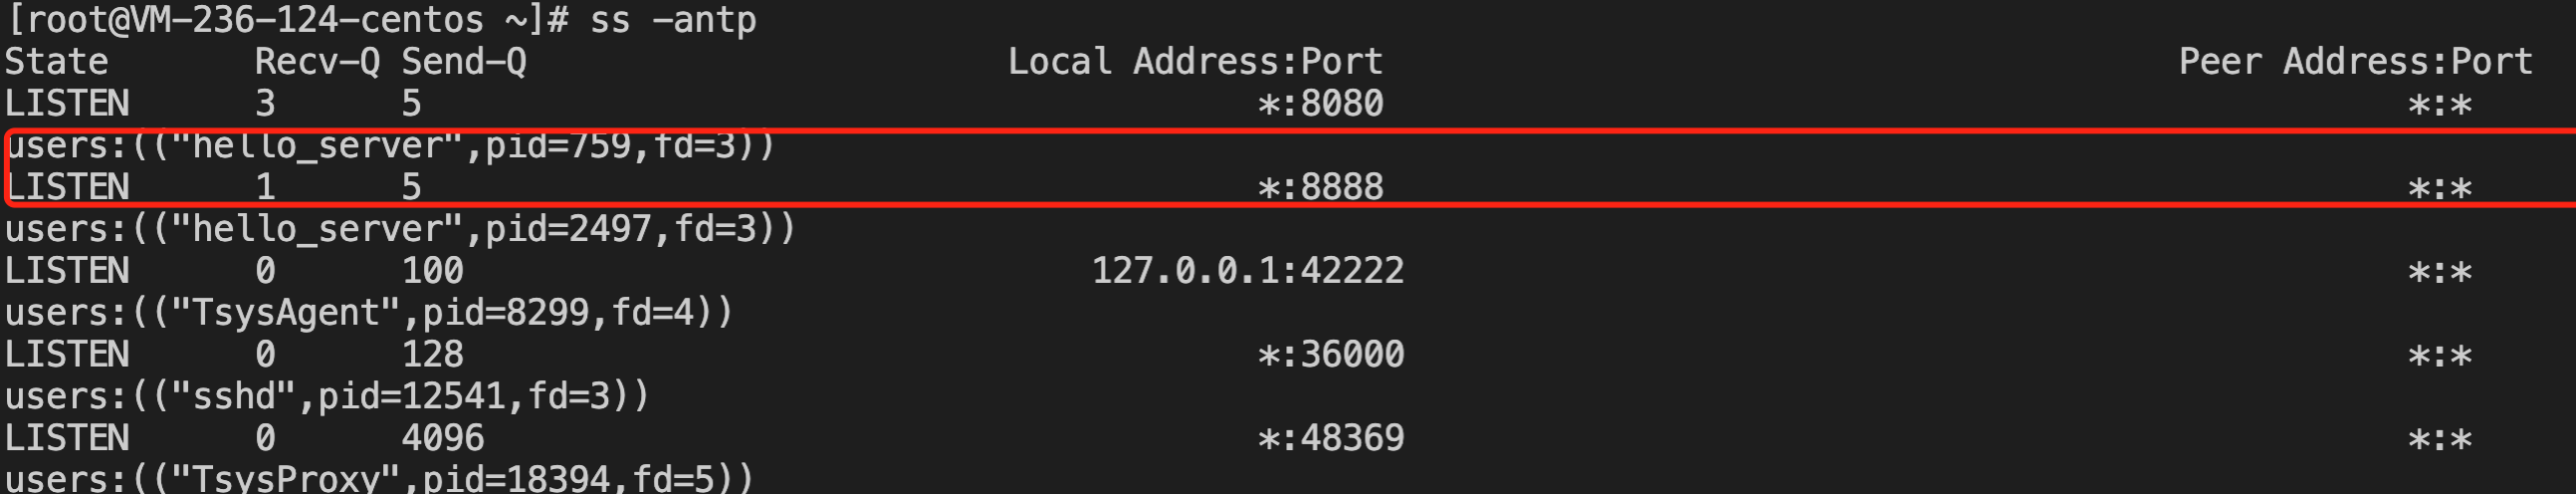 [root@VM-236-124-centos ~]# ss -antp
State Recv-Q Send-Q Local Address:Port Peer Address:Port
LISTEN 3 5 *:8080 *:*
users:(("hello_server",pid=759,fd=3))
LISTEN 1 5 *:8888 *:*
users:(("hello_server",pid=2497,fd=3))
LISTEN 0 100 127.0.0.1:42222 *:*
users:(("TsysAgent",pid=8299,fd=4))
LISTEN 0 128 *:36000 *:*
users:(("sshd",pid=12541,fd=3))
LISTEN 0 4096 *:48369 *:*
users:(("TsysProxy",pid=18394,fd=5))